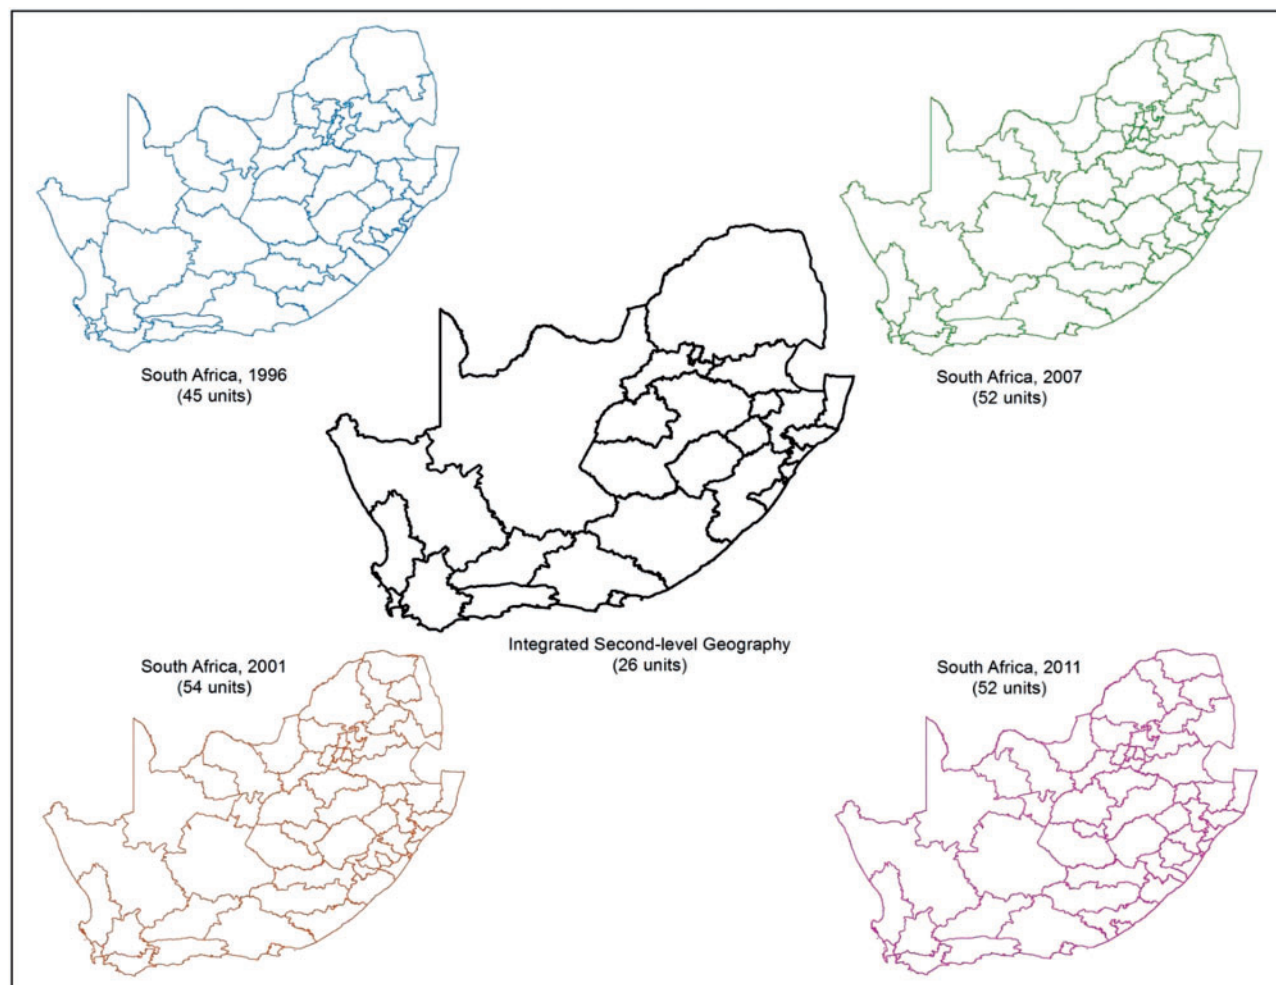 South Africa, 1996
(45 units)
South Africa, 2007
(52 units)
Integrated Second-level Geography
(26 units)
South Africa, 2001
(54 units)
South Africa, 2011
(52 units)